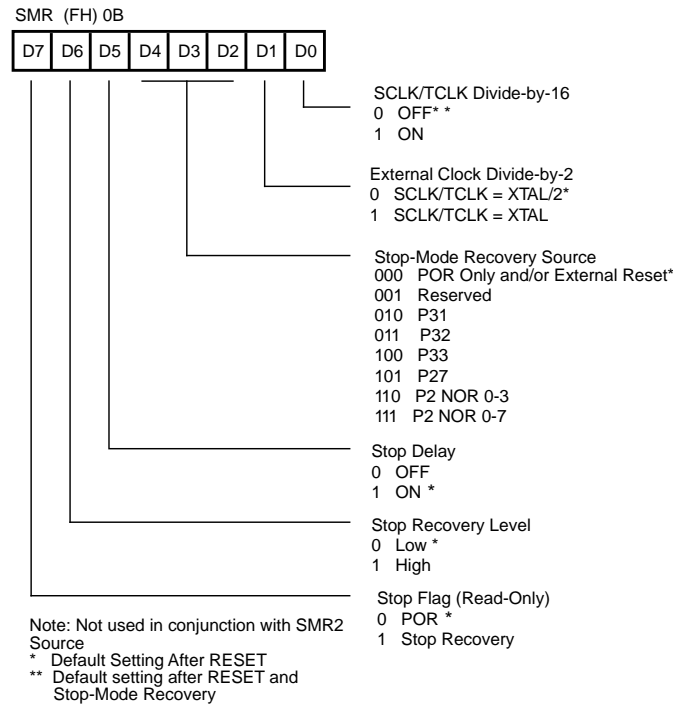 SMR (FH) 0B
D7 D6 D5 D4 D3 D2 D1 D0
SCLK/TCLK Divide-by-16
0 OFF* *
1 ON
External Clock Divide-by-2
0 SCLK/TCLK = XTAL/2*
1 SCLK/TCLK = XTAL
Stop-Mode Recovery Source
000 POR Only and/or External Reset*
001 Reserved
010 P31
011 P32
100 P33
101 P27
110 P2 NOR 0-3
111 P2 NOR 0-7
Stop Delay
0 OFF
1 ON *
Stop Recovery Level
0 Low *
1 High
Stop Flag (Read-Only)
0 POR *
1 Stop Recovery
Note: Not used in conjunction with SMR2
Source
* Default Setting After RESET
** Default setting after RESET and
Stop-Mode Recovery